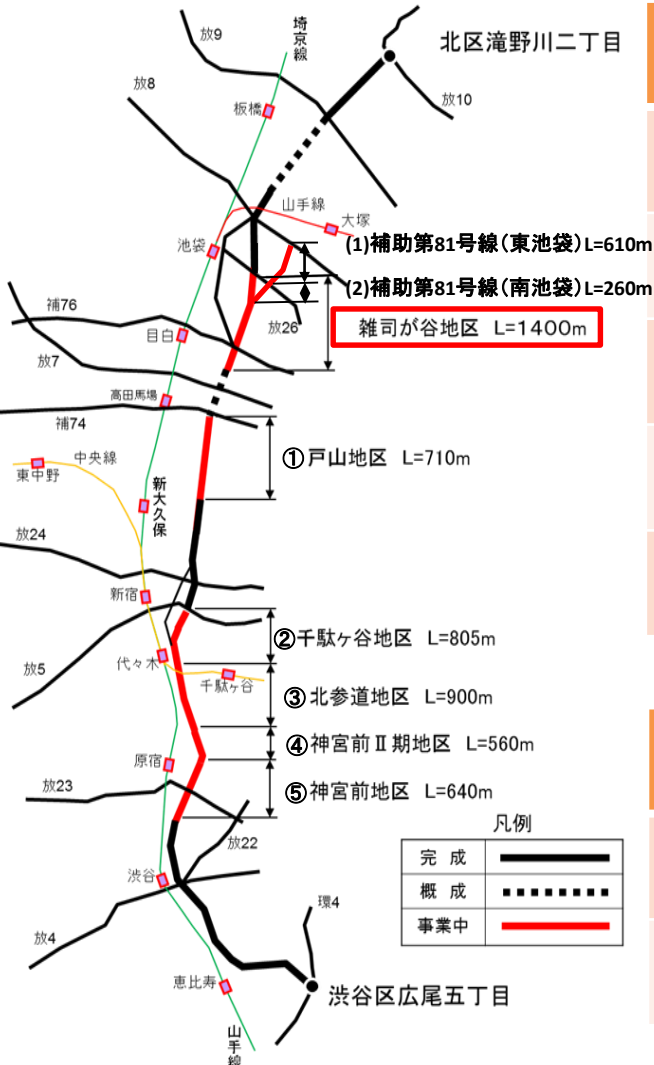 放9
埼京線
北区滝野川二丁目
放8
板橋
放10
山手線
大塚
池袋
(1)補助第81号線(東池袋)L=610m
(2)補助第81号線(南池袋)L=260m
補76
放26
雑司が谷地区 L=1400m
目白
放7
高田馬場
補74
中央線
東中野
①戸山地区 L=710m
新大久保
放24
新宿
②千駄ヶ谷地区 L=805m
放5
代々木
千駄ヶ谷
③北参道地区 L=900m
④神宮前Ⅱ期地区 L=560m
原宿
放23
⑤神宮前地区 L=640m
凡例
放22
完成
渋谷
概成
環4
事業中
放4
恵比寿
渋谷区広尾五丁目
山手線